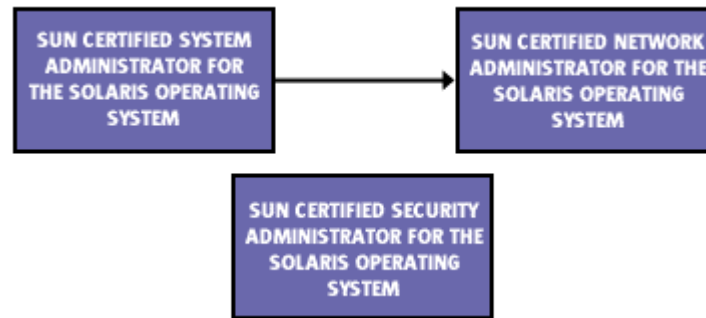 SUN CERTIFIED SYSTEM
ADMINISTRATOR FOR
THE SOLARIS OPERATING
SYSTEM
SUN CERTIFIED NETWORK
ADMINISTRATOR FOR THE
SOLARIS OPERATING
SYSTEM
SUN CERTIFIED SECURITY
ADMINISTRATOR FOR THE
SOLARIS OPERATING
SYSTEM